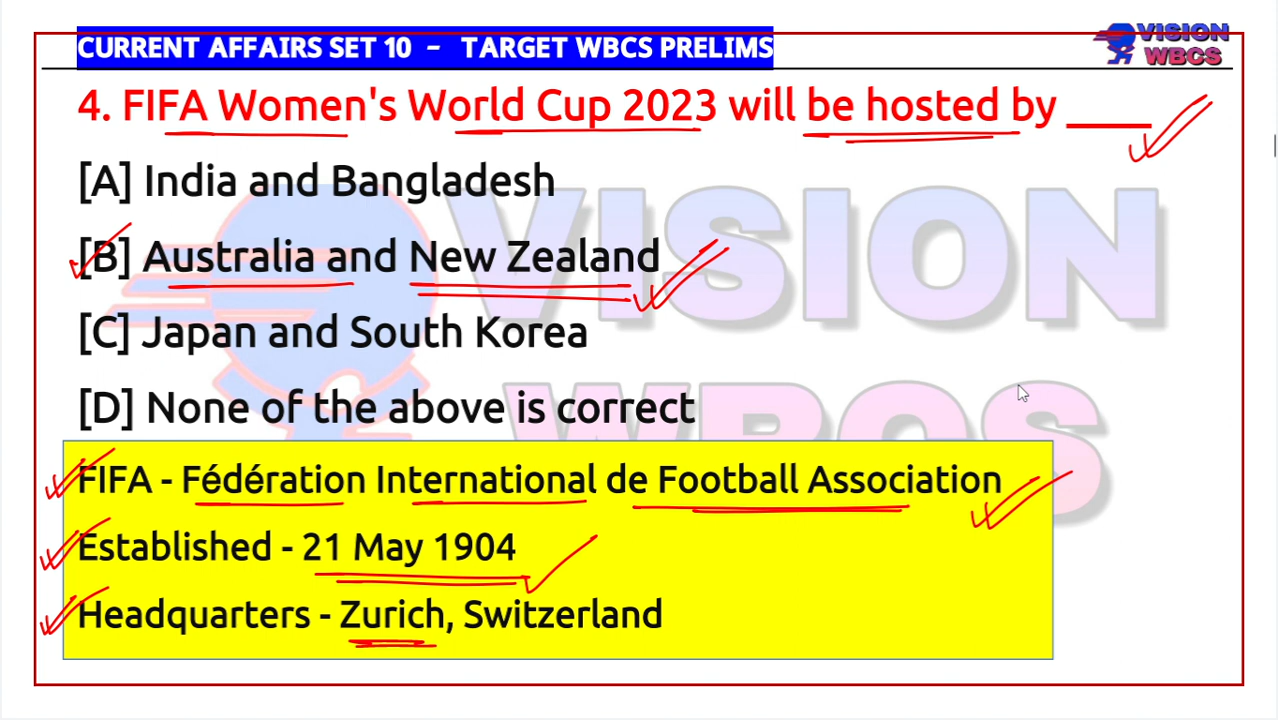 CURRENT AFFAIRS SET 10 – TARGET WBCS PRELIMS
VISION
WBCS
4. FIFA Women's World Cup 2023 will be hosted by ____
[A] India and Bangladesh
[B] Australia and New Zealand
[C] Japan and South Korea
[D] None of the above is correct
VISION
WBCS
FIFA - Fédération International de Football Association
Established - 21 May 1904
Headquarters - Zurich, Switzerland